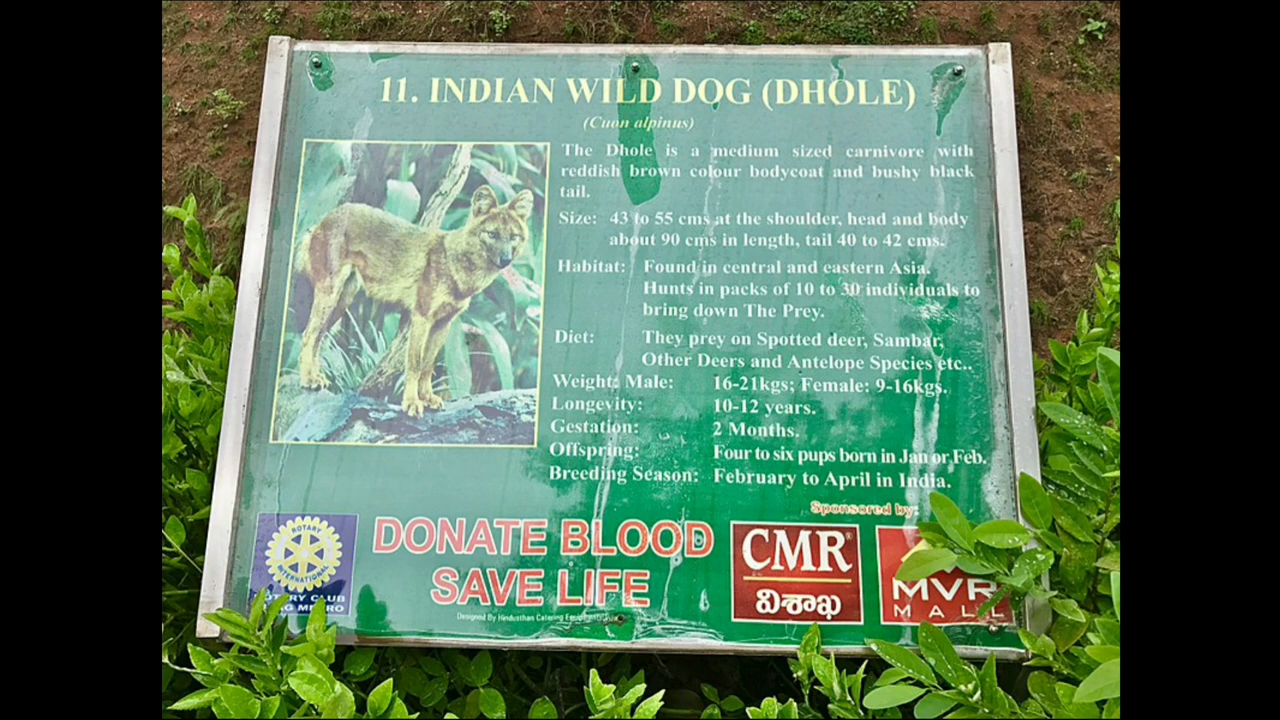 11. INDIAN WILD DOG (DHOLE)
(Cuon alpinus)
The Dhole is a medium sized carnivore with
reddish brown colour bodycoat and bushy black
tail.
Size: 43 to 55 cms at the shoulder, head and body
about 90 cms in length, tail 40 to 42 cms.
Habitat: Found in central and eastern Asia.
Hunts in packs of 10 to 30 individuals to
bring down The Prey.
Diet: They prey on Spotted deer, Sambar,
Other Deers and Antelope Species etc..
Weight: Male: 16-21kgs; Female: 9-16kgs.
Longevity: 10-12 years.
Gestation: 2 Months.
Offspring: Four to six pups born in Jan or Feb.
Breeding Season: February to April in India.
Sponsored by:
ROTARY
INTERNATIONAL
CLUB
METRO
DONATE BLOOD
SAVE LIFE
Designed By Hindusthan Catering
CMR
విశాఖ
MVR
MALL